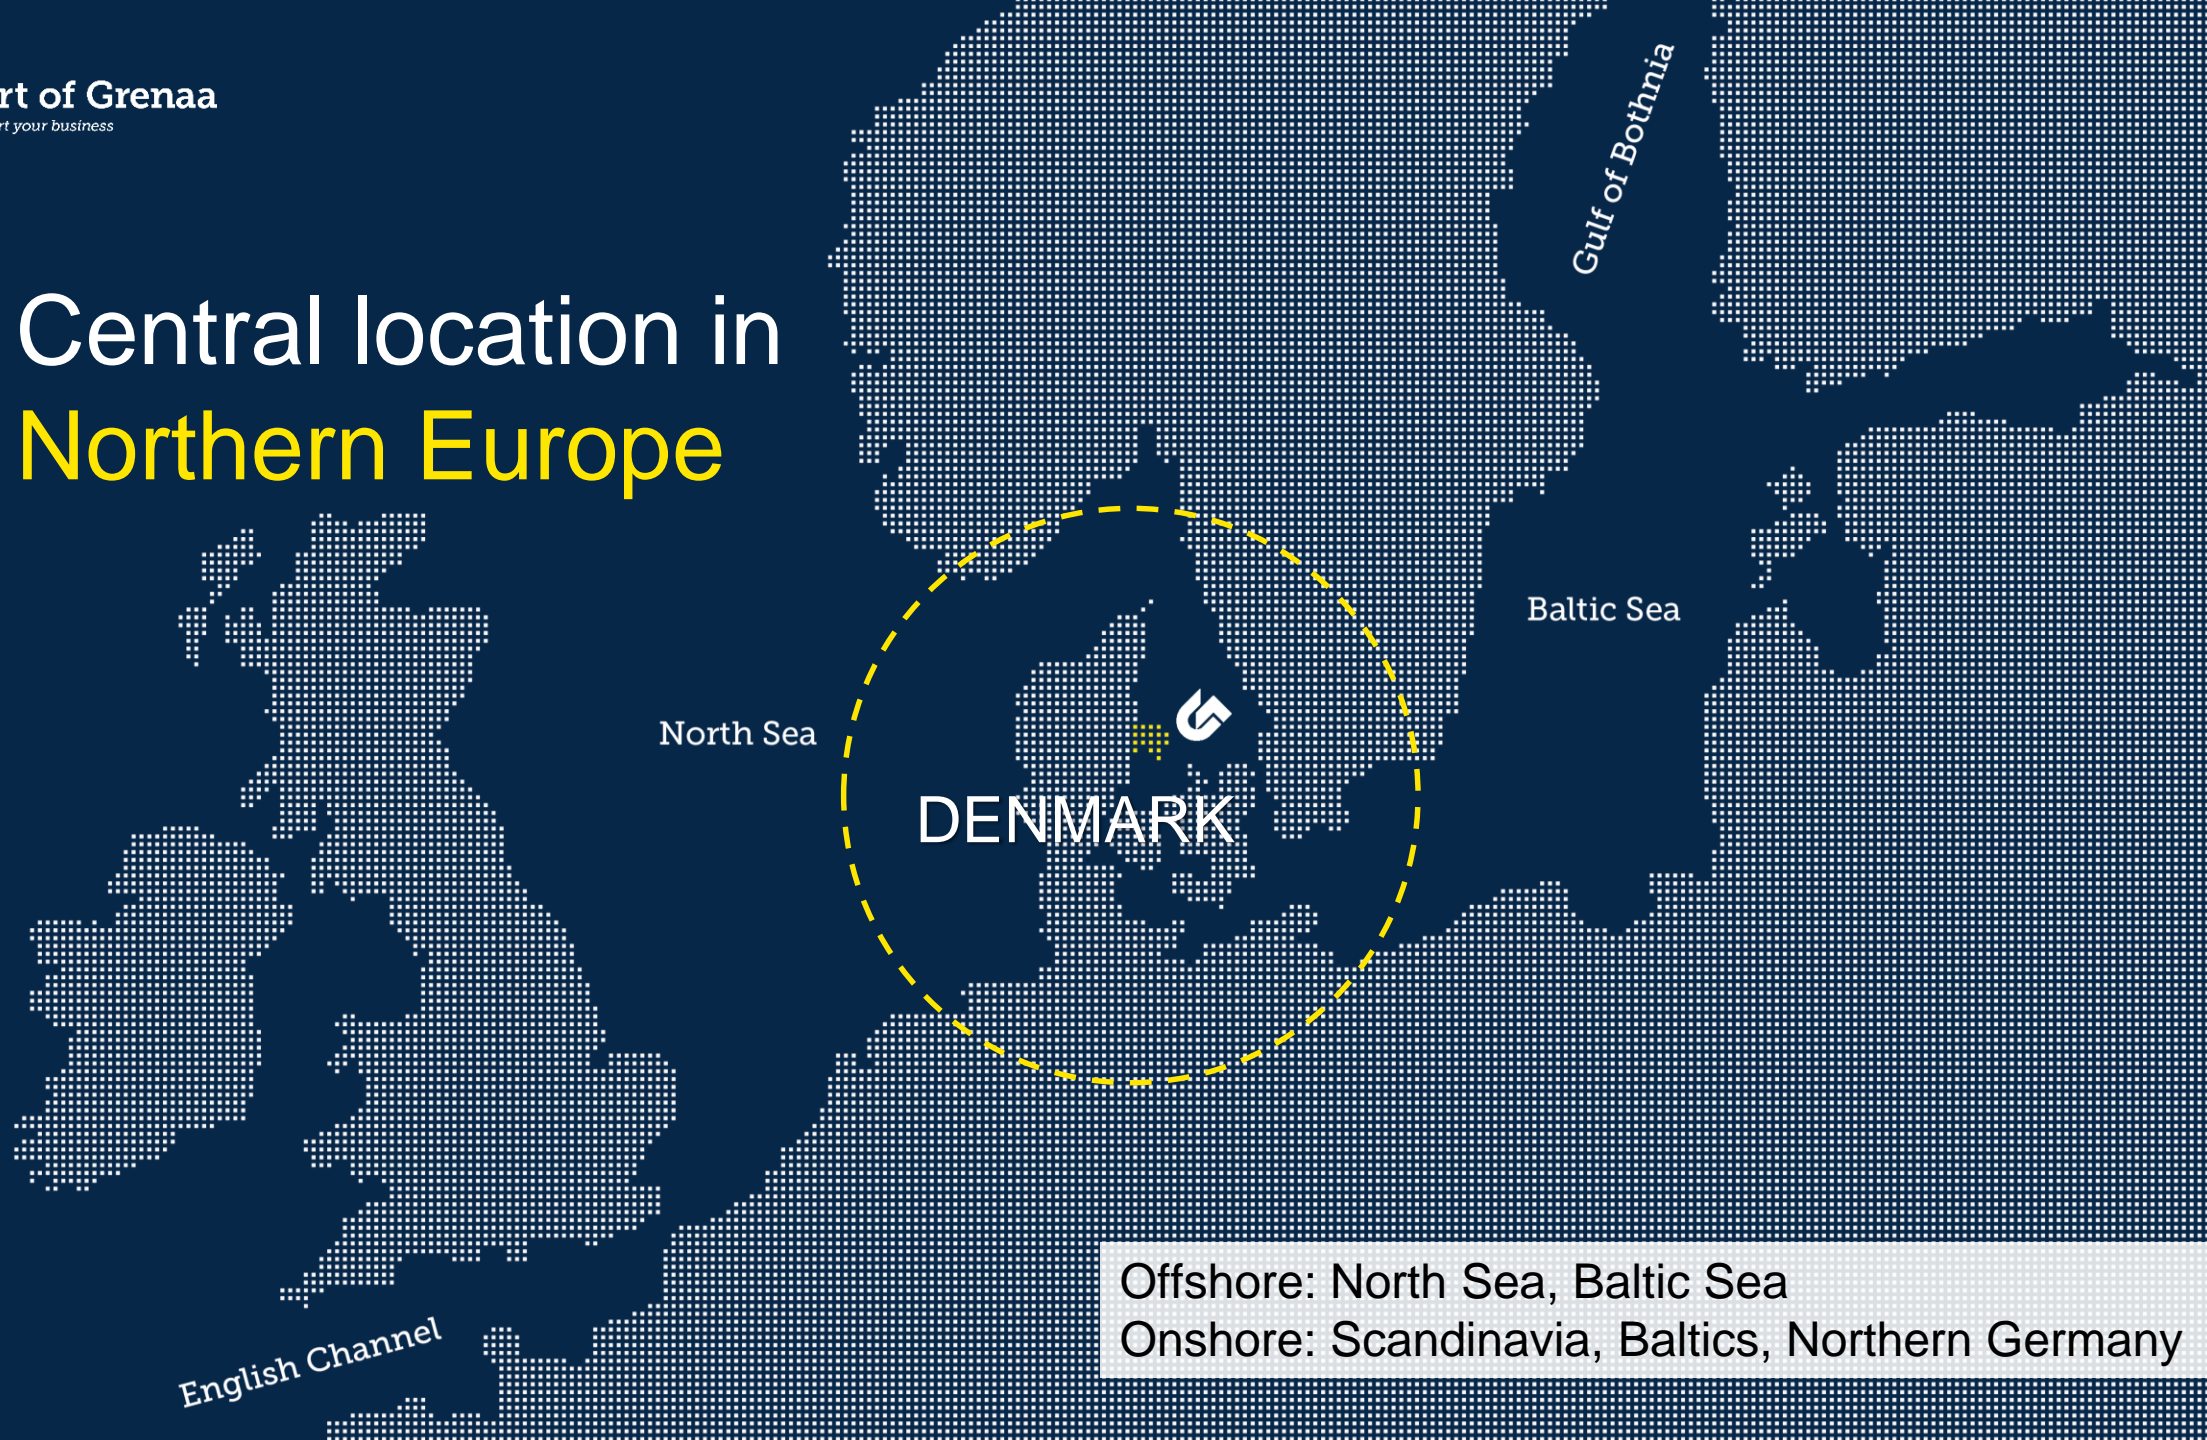 rt of Grenaa
rt your business
Central location in
Northern Europe
Gulf of Bothnia
Baltic Sea
North Sea
DENMARK
Offshore: North Sea, Baltic Sea
Onshore: Scandinavia, Baltics, Northern Germany
English Channel